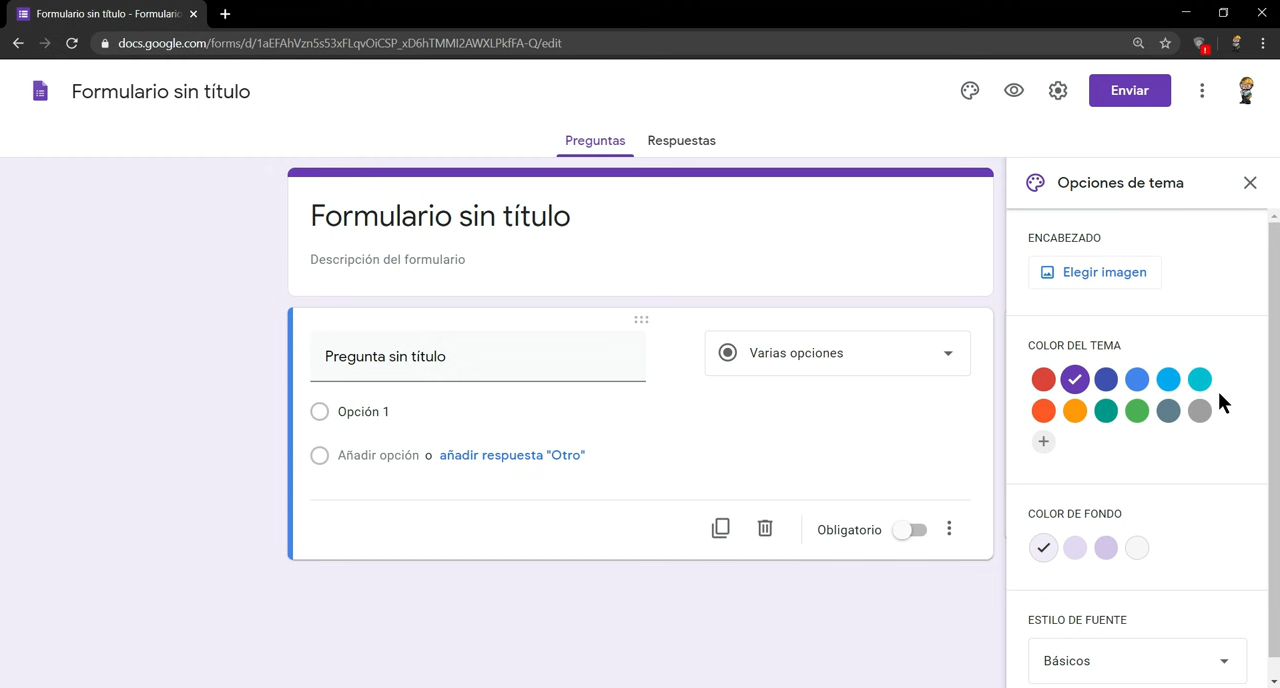 Formulario sin título - Formulario
docs.google.com/forms/d/1aEFAhVzn5s53xFLqvOiCSP_xD6hTMMI2AWXLPkfFA-Q/edit
Formulario sin título
Enviar
Preguntas Respuestas
Opciones de tema
Formulario sin título
Descripción del formulario
ENCABEZADO
Elegir imagen
Pregunta sin título
Varias opciones
COLOR DEL TEMA
Opción 1
Añadir opción o añadir respuesta "Otro"
Obligatorio
COLOR DE FONDO
ESTILO DE FUENTE
Básicos